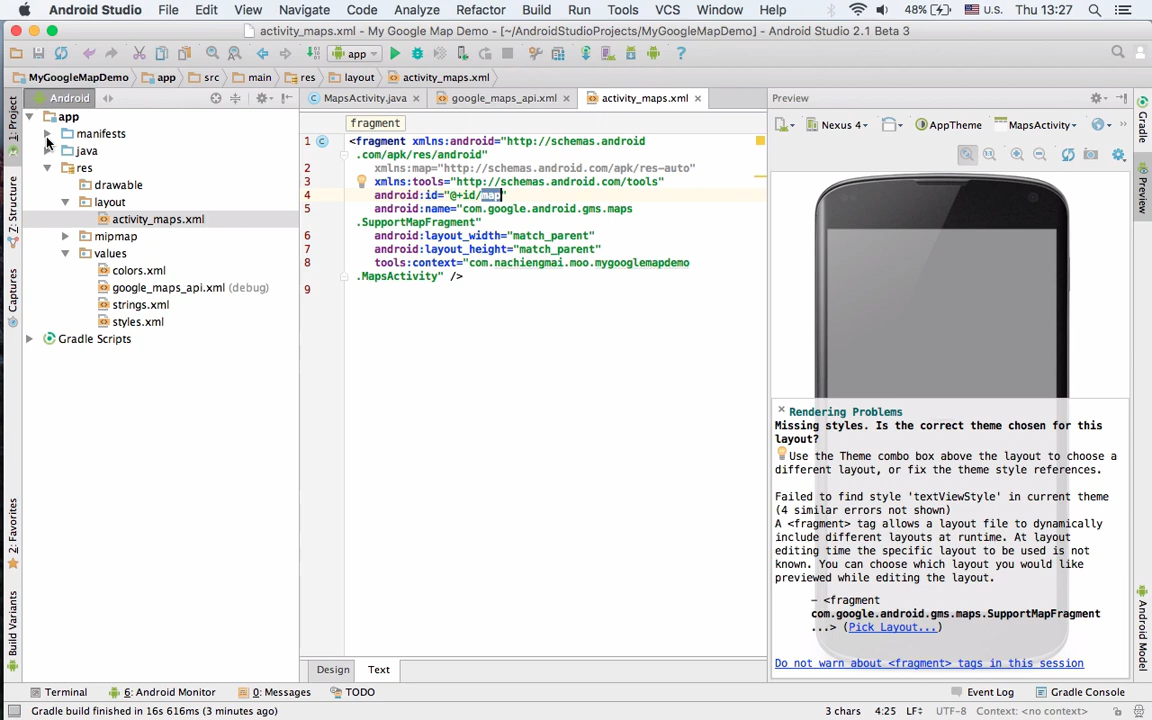 Android Studio File Edit View Navigate Code Analyze Refactor Build Run Tools VCS Window Help 48% U.S. Thu 13:27
activity_maps.xml - My Google Map Demo - [~/AndroidStudioProjects/MyGoogleMapDemo] - Android Studio 2.1 Beta 3
app
MyGoogleMapDemo app src main res layout activity_maps.xml
Android MapsActivity.java google_maps_api.xml activity_maps.xml Preview
1: Project
7: Structure
Captures
2: Favorites
Build Variants
app
manifests
java
res
drawable
layout
activity_maps.xml
mipmap
values
colors.xml
google_maps_api.xml (debug)
strings.xml
styles.xml
Gradle Scripts
fragment
1 <fragment xmlns:android="http://schemas.android
.com/apk/res/android"
2 xmlns:map="http://schemas.android.com/apk/res-auto"
3 xmlns:tools="http://schemas.android.com/tools"
4 android:id="@+id/map"
5 android:name="com.google.android.gms.maps
.SupportMapFragment"
6 android:layout_width="match_parent"
7 android:layout_height="match_parent"
8 tools:context="com.nachiengmai.moo.mygooglemapdemo
.MapsActivity" />
9
Design Text
Nexus 4 AppTheme MapsActivity
Rendering Problems
Missing styles. Is the correct theme chosen for this
layout?
Use the Theme combo box above the layout to choose a
different layout, or fix the theme style references.
Failed to find style 'textViewStyle' in current theme
(4 similar errors not shown)
A <fragment> tag allows a layout file to dynamically
include different layouts at runtime. At layout
editing time the specific layout to be used is not
known. You can choose which layout you would like
previewed while editing the layout.
– <fragment
com.google.android.gms.maps.SupportMapFragment
...> (Pick Layout...)
Do not warn about <fragment> tags in this session
Gradle
Preview
Android Model
Terminal 6: Android Monitor 0: Messages TODO Event Log Gradle Console
Gradle build finished in 16s 616ms (3 minutes ago) 3 chars 4:25 LF UTF-8 Context: <no context>